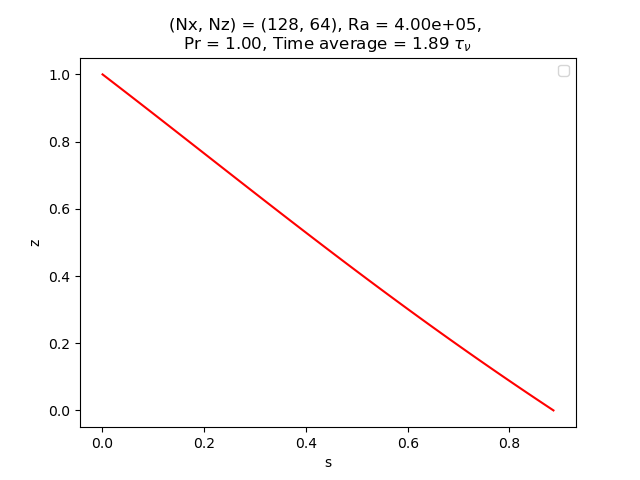 (Nx, Nz) = (128, 64), Ra = 4.00e+05,
Pr = 1.00, Time average = 1.89 τν
1.0
0.8
0.6
0.4
0.2
0.0
z
0.0 0.2 0.4 0.6 0.8
s